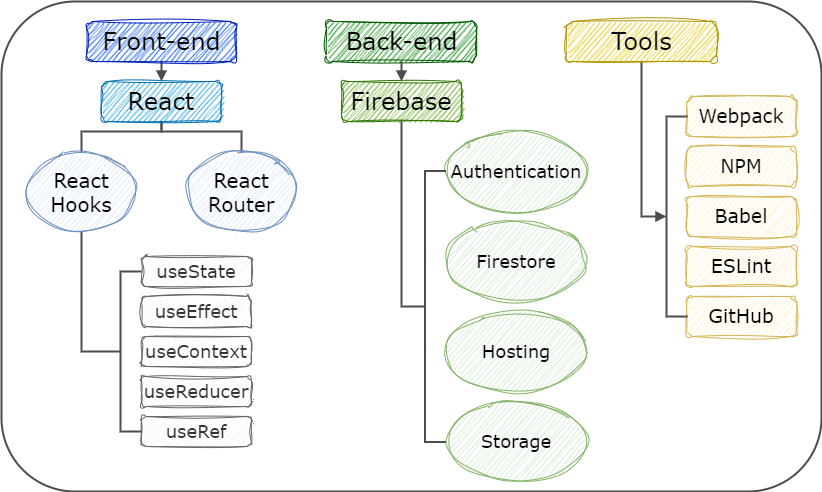 Front-end
React
React
Hooks
React
Router
useState
useEffect
useContext
useReducer
useRef
Back-end
Firebase
Authentication
Firestore
Hosting
Storage
Tools
Webpack
NPM
Babel
ESLint
GitHub